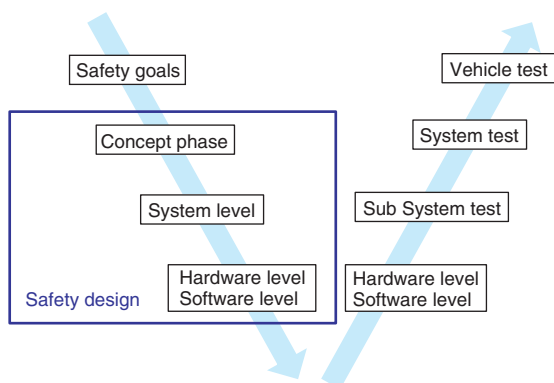 Safety goals
Vehicle test
Concept phase
System test
System level
Sub System test
Hardware level
Software level
Hardware level
Software level
Safety design